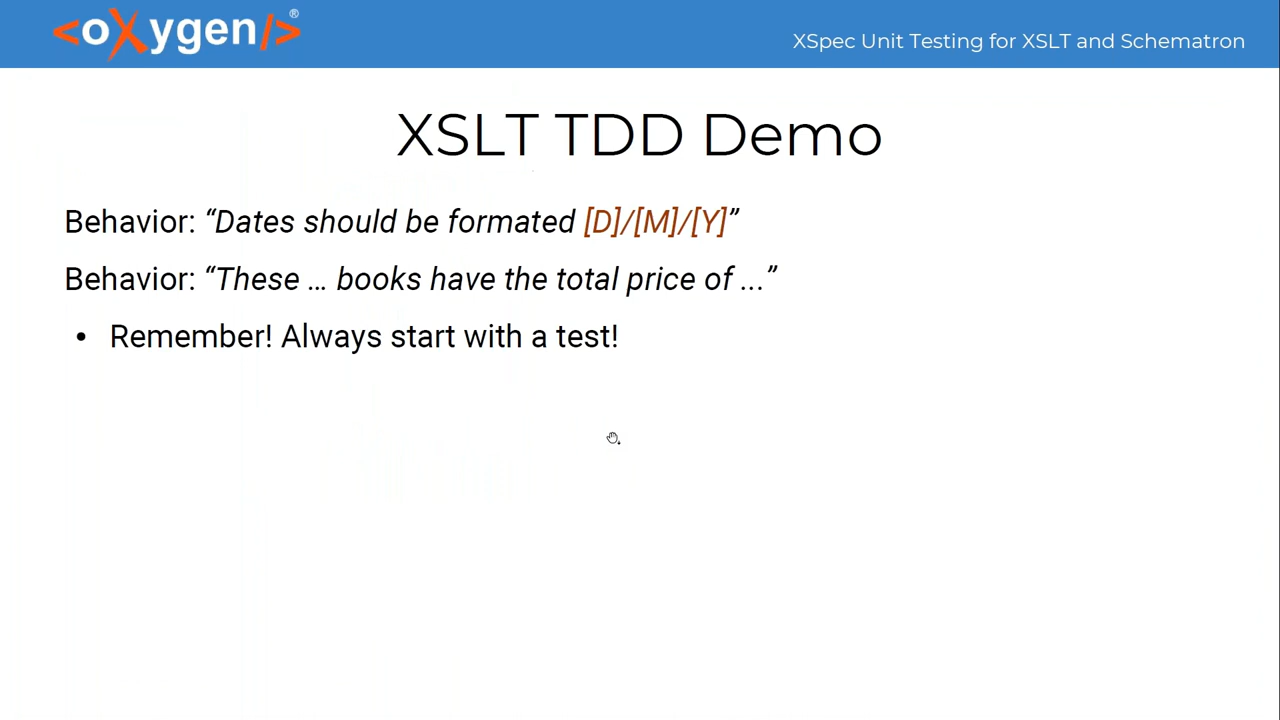 <oXygen/>®
XSpec Unit Testing for XSLT and Schematron
XSLT TDD Demo
Behavior: “Dates should be formated [D]/[M]/[Y]”
Behavior: “These ... books have the total price of ...”
• Remember! Always start with a test!